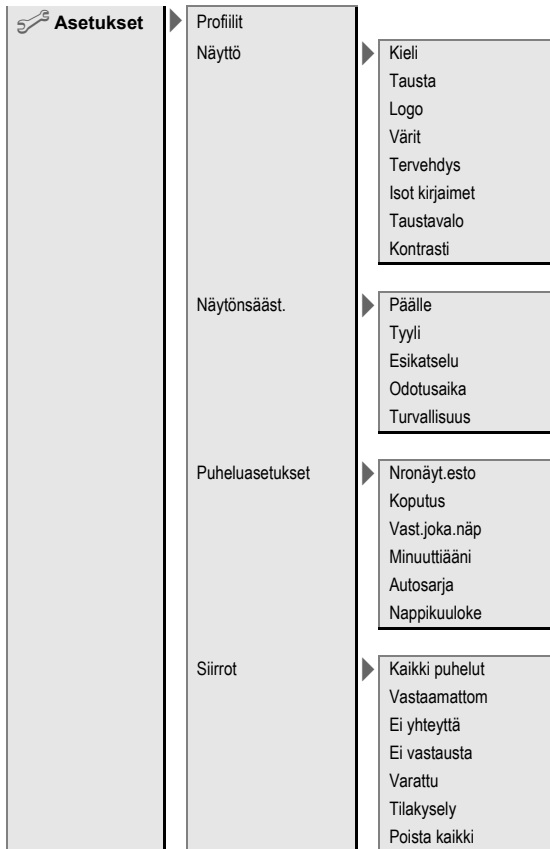 Asetukset
Profiilit
Näyttö
Kieli
Tausta
Logo
Värit
Tervehdys
Isot kirjaimet
Taustavalo
Kontrasti
Näytönsääst.
Päälle
Tyyli
Esikatselu
Odotusaika
Turvallisuus
Puheluasetukset
Nronäyt.esto
Koputus
Vast.joka.näp
Minuuttiääni
Autosarja
Nappikuuloke
Siirrot
Kaikki puhelut
Vastaamattom
Ei yhteyttä
Ei vastausta
Varattu
Tilakysely
Poista kaikki